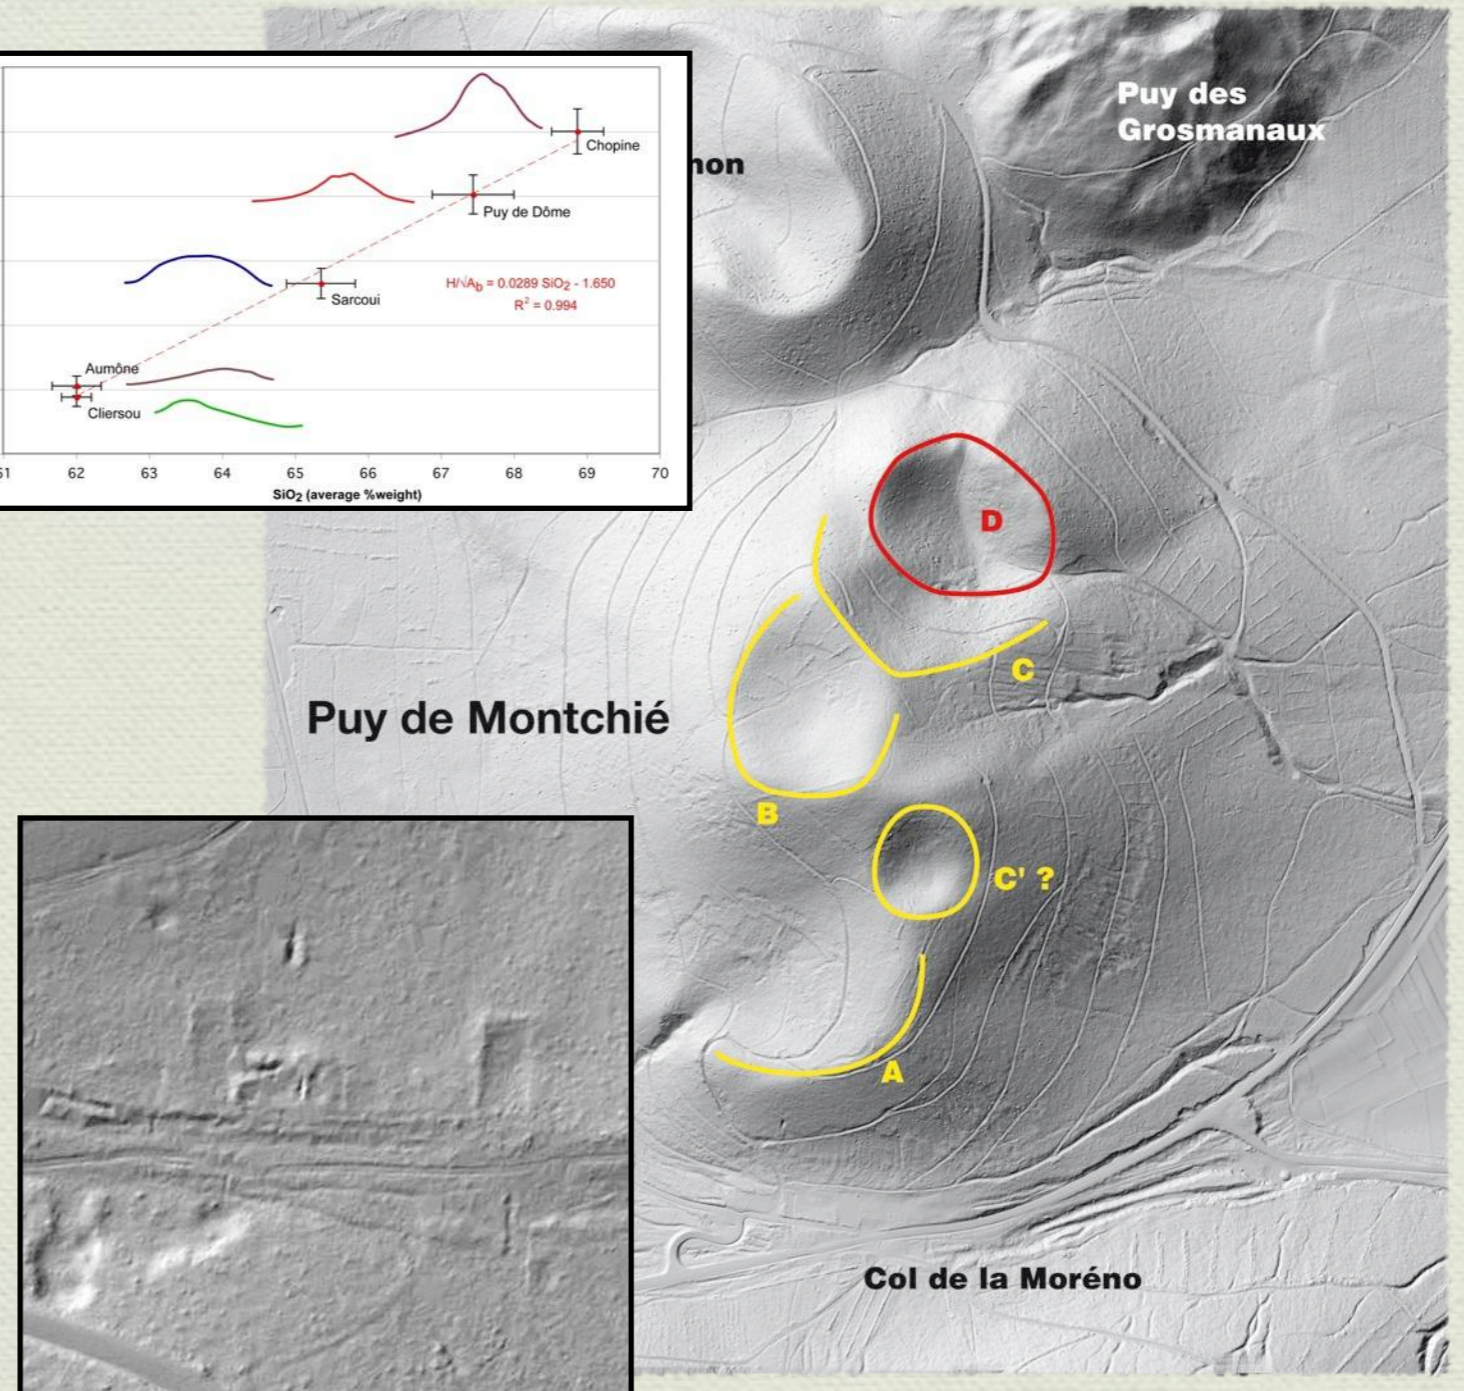 Chopine
Puy de Dôme
H/√Ab = 0.0289 SiO2 - 1.650
R² = 0.994
Sarcoui
Aumône
Cliersou
62 63 64 65 66 67 68 69 70
SiO2 (average %weight)
Puy des
Grosmanaux
D
C
Puy de Montchié
B
C' ?
A
Col de la Moréno